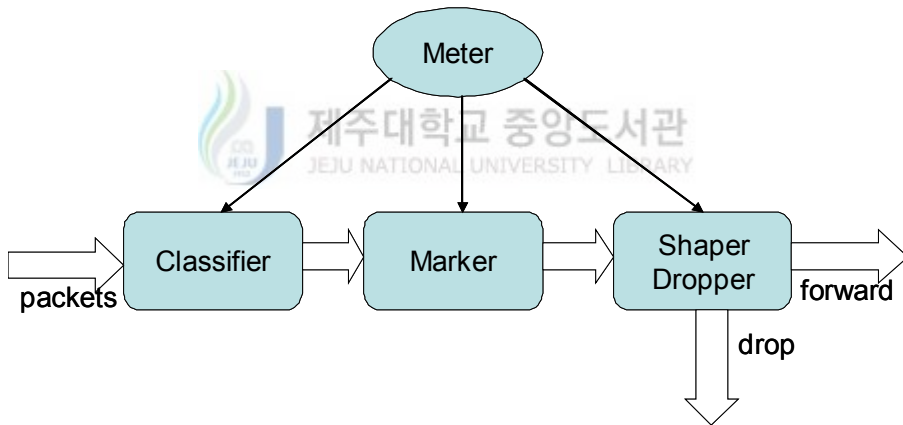 Meter
제주대학교 중앙도서관
JEJU NATIONAL UNIVERSITY LIBRARY
JEJU
Classifier
Marker
Shaper
Dropper
packets
forward
drop